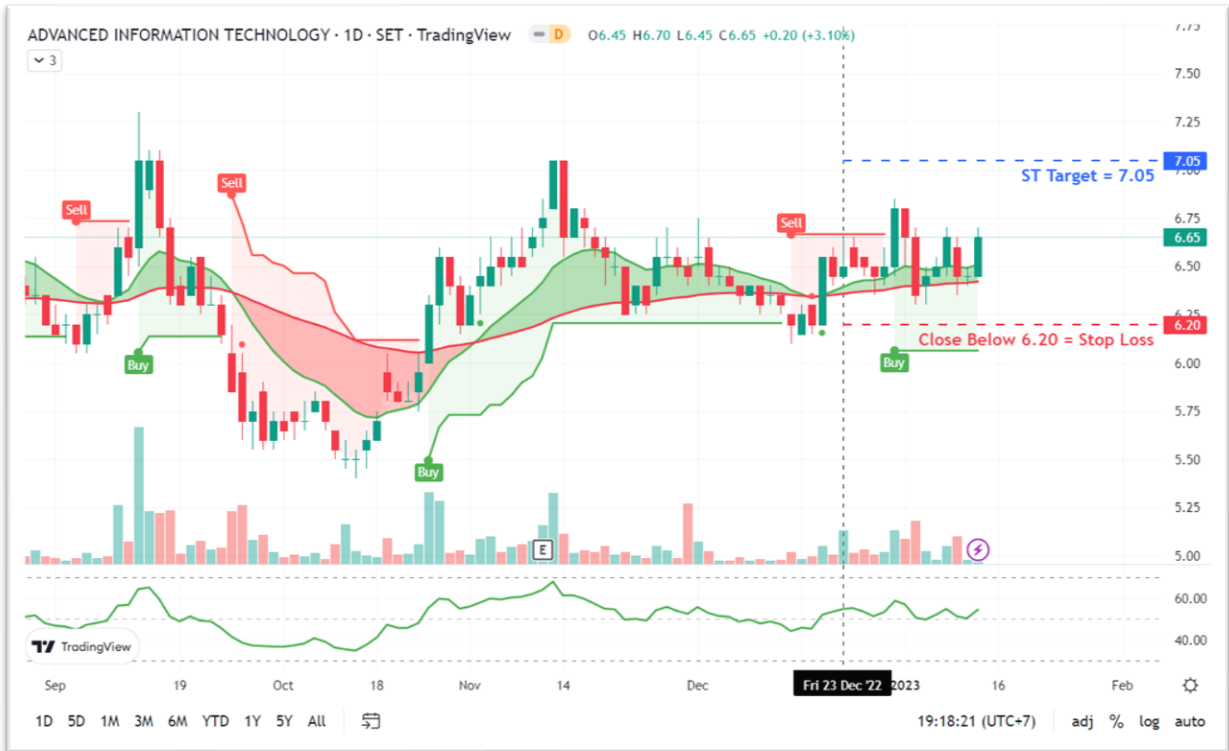 ADVANCED INFORMATION TECHNOLOGY · 1D · SET · TradingView D O6.45 H6.70 L6.45 C6.65 +0.20 (+3.10%)
3
7.75
7.50
7.25
7.05
7.00
ST Target = 7.05
6.75
6.65
6.50
6.25
6.20
Close Below 6.20 = Stop Loss
6.00
5.75
5.50
5.25
5.00
Sell
Sell
Sell
Buy
Buy
Buy
E
60.00
40.00
TradingView
Sep 19 Oct 18 Nov 14 Dec Fri 23 Dec '22 2023 16 Feb
1D 5D 1M 3M 6M YTD 1Y 5Y All 19:18:21 (UTC+7) adj % log auto